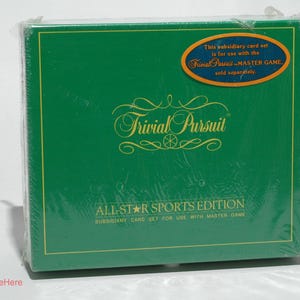 This subsidiary card set
is for use with the
Trivial Pursuit MASTER GAME,
sold separately.
Trivial Pursuit
ALL-STAR SPORTS EDITION
SUBSIDIARY CARD SET FOR USE WITH MASTER GAME
eHere